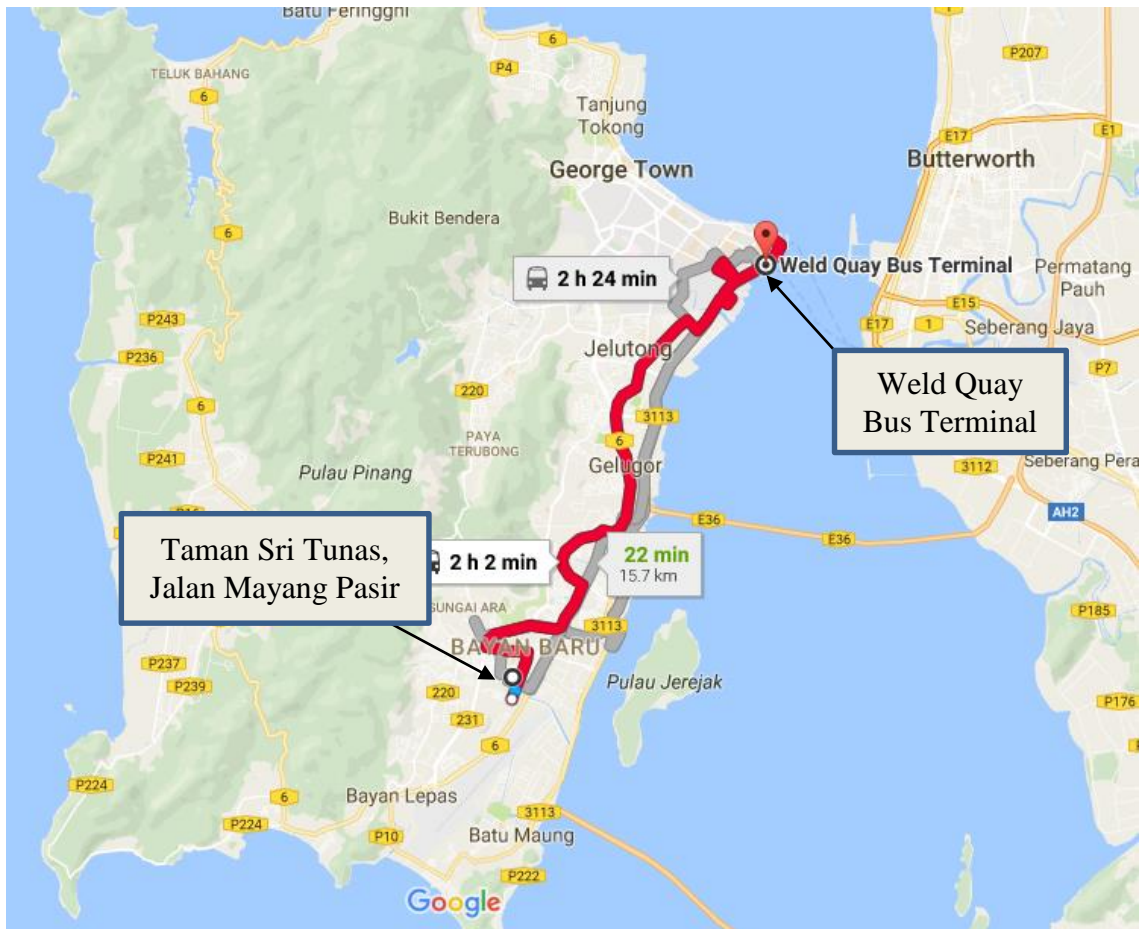 Batu Feringghi
6
P207
TELUK BAHANG
P4
6
Tanjung
Tokong
E17
E1
George Town
Butterworth
Bukit Bendera
6
Weld Quay Bus Terminal
2 h 24 min
Permatang
Pauh
E15
P243
E17
1
Seberang Jaya
P236
Jelutong
P7
220
Weld Quay
Bus Terminal
6
3113
PAYA
TERUBONG
6
P241
Gelugor
Pulau Pinang
3112
Seberang Pera
AH2
E36
E36
Taman Sri Tunas,
Jalan Mayang Pasir
2 h 2 min
22 min
15.7 km
SUNGAI ARA
3113
P185
BAYAN BARU
P237
P239
220
Pulau Jerejak
P176
231
6
P224
6
Bayan Lepas
P224
3113
P10
Batu Maung
P222
Google